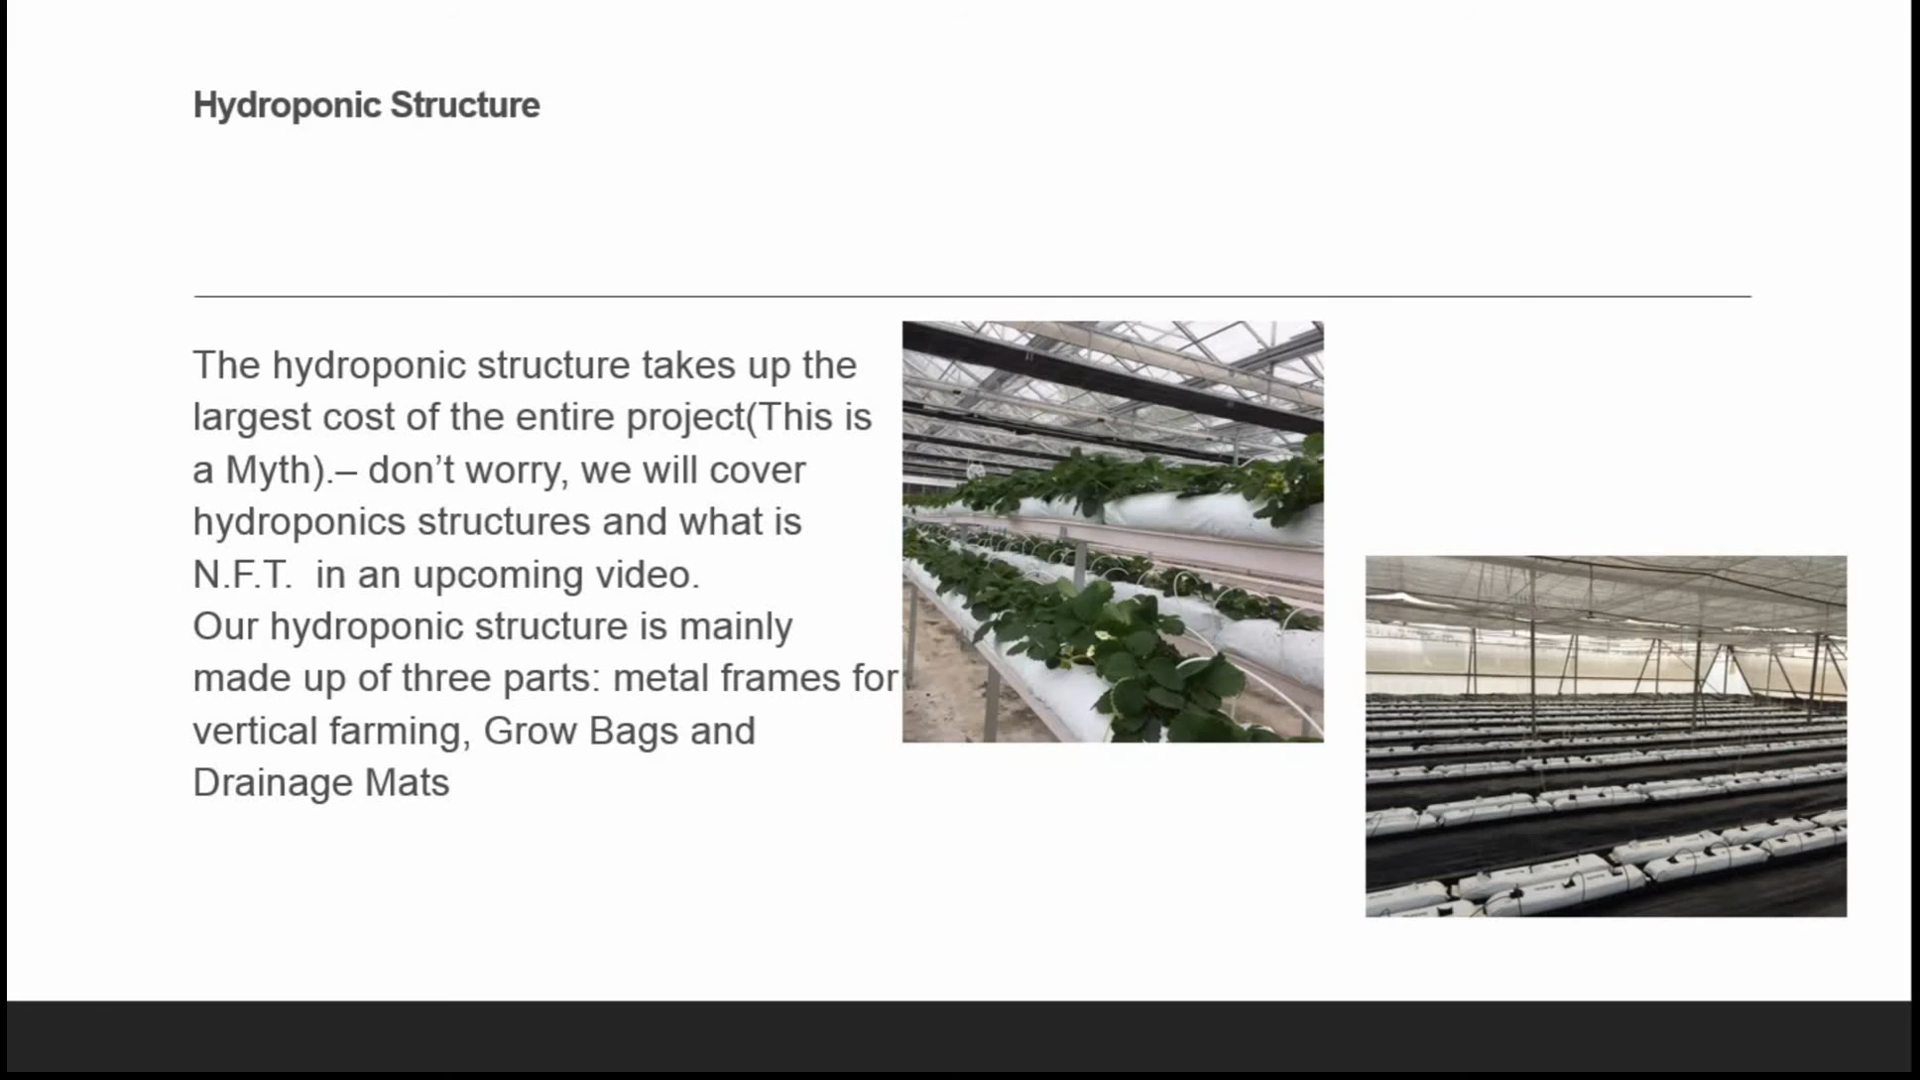 Hydroponic Structure
The hydroponic structure takes up the
largest cost of the entire project(This is
a Myth).– don’t worry, we will cover
hydroponics structures and what is
N.F.T.  in an upcoming video.
Our hydroponic structure is mainly
made up of three parts: metal frames for
vertical farming, Grow Bags and
Drainage Mats